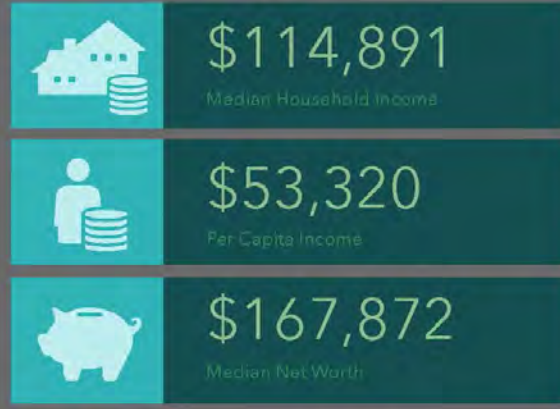 $114,891
Median Household Income
$53,320
Per Capita Income
$167,872
Median Net Worth